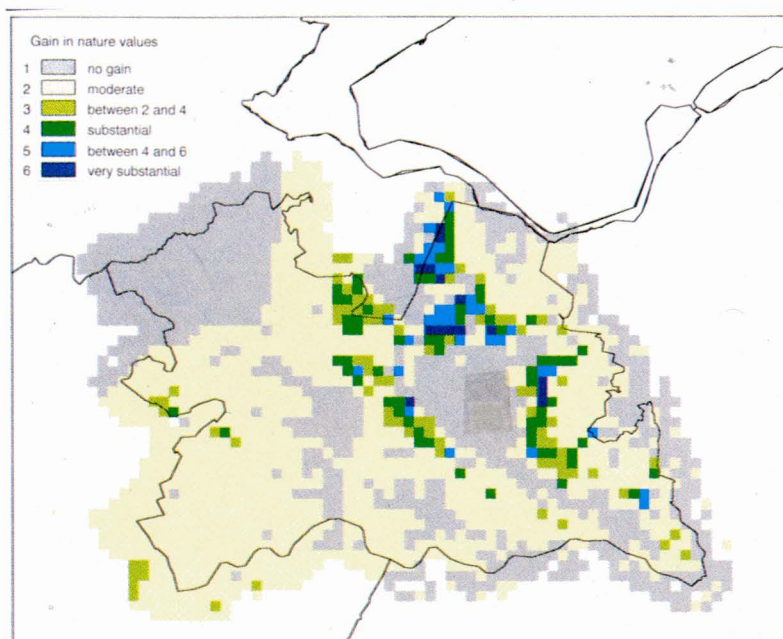 Gain in nature values
1 no gain
2 moderate
3 between 2 and 4
4 substantial
5 between 4 and 6
6 very substantial